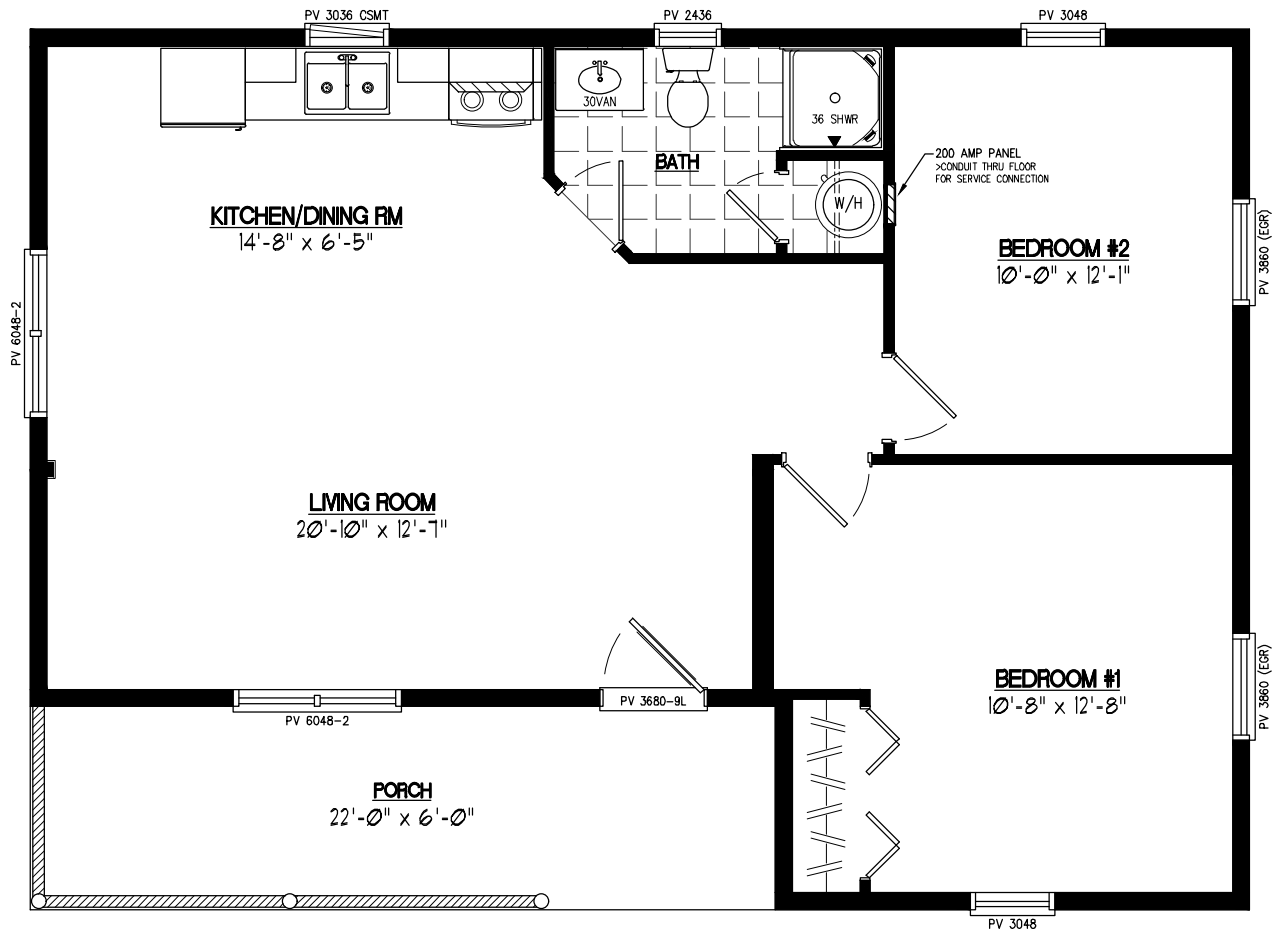 PV 3036 CSMT
PV 2436
PV 3048
30VAN
36 SHWR
BATH
200 AMP PANEL
>CONDUIT THRU FLOOR
FOR SERVICE CONNECTION
W/H
KITCHEN/DINING RM
14'-8" x 6'-5"
BEDROOM #2
10'-0" x 12'-1"
PV 3860 (EGR)
PV 6048-2
LIVING ROOM
20'-10" x 12'-7"
BEDROOM #1
10'-8" x 12'-8"
PV 3860 (EGR)
PV 3680-9L
PV 6048-2
PORCH
22'-0" x 6'-0"
PV 3048